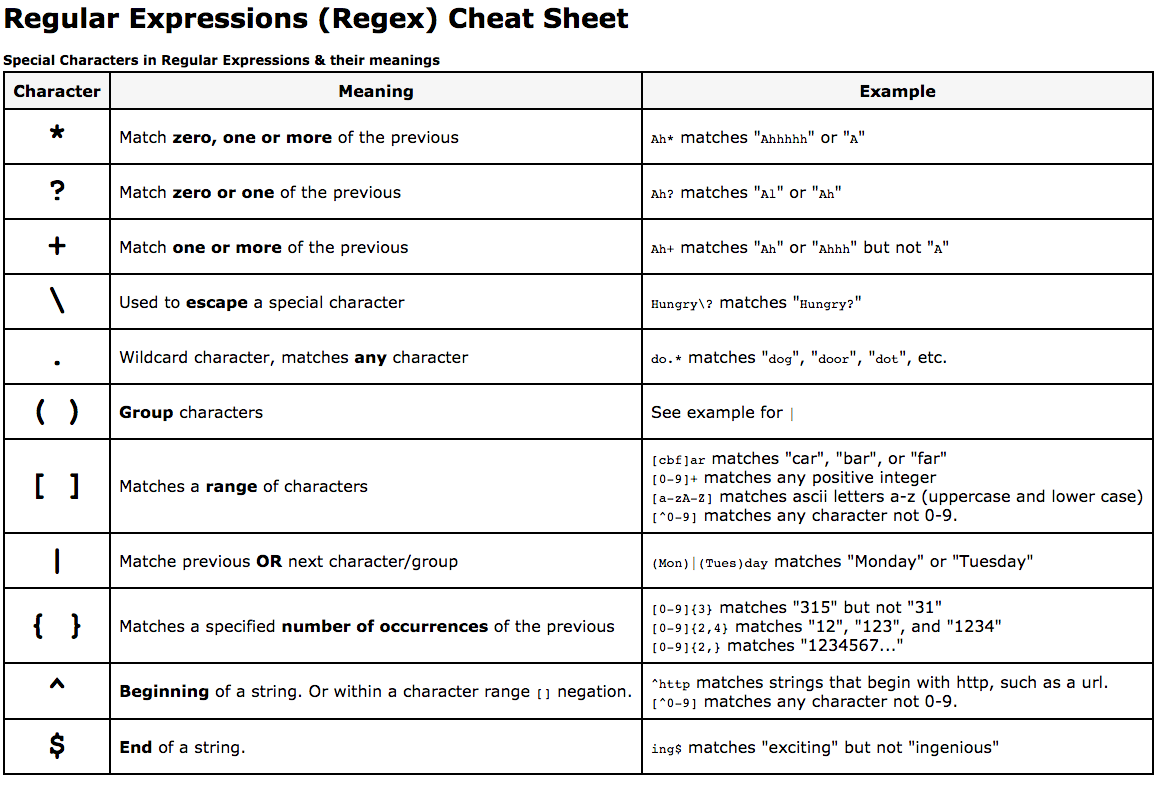 Regular Expressions (Regex) Cheat Sheet
Special Characters in Regular Expressions & their meanings
Character Meaning Example
* Match zero, one or more of the previous Ah* matches "Ahhhhh" or "A"
? Match zero or one of the previous Ah? matches "Al" or "Ah"
+ Match one or more of the previous Ah+ matches "Ah" or "Ahhh" but not "A"
\ Used to escape a special character Hungry\? matches "Hungry?"
. Wildcard character, matches any character do.* matches "dog", "door", "dot", etc.
( ) Group characters See example for |
[ ] Matches a range of characters [cbf]ar matches "car", "bar", or "far"
[0-9]+ matches any positive integer
[a-zA-Z] matches ascii letters a-z (uppercase and lower case)
[^0-9] matches any character not 0-9.
| Matche previous OR next character/group (Mon)|(Tues)day matches "Monday" or "Tuesday"
{ } Matches a specified number of occurrences of the previous [0-9]{3} matches "315" but not "31"
[0-9]{2,4} matches "12", "123", and "1234"
[0-9]{2,} matches "1234567..."
^ Beginning of a string. Or within a character range [] negation. ^http matches strings that begin with http, such as a url.
[^0-9] matches any character not 0-9.
$ End of a string. ing$ matches "exciting" but not "ingenious"